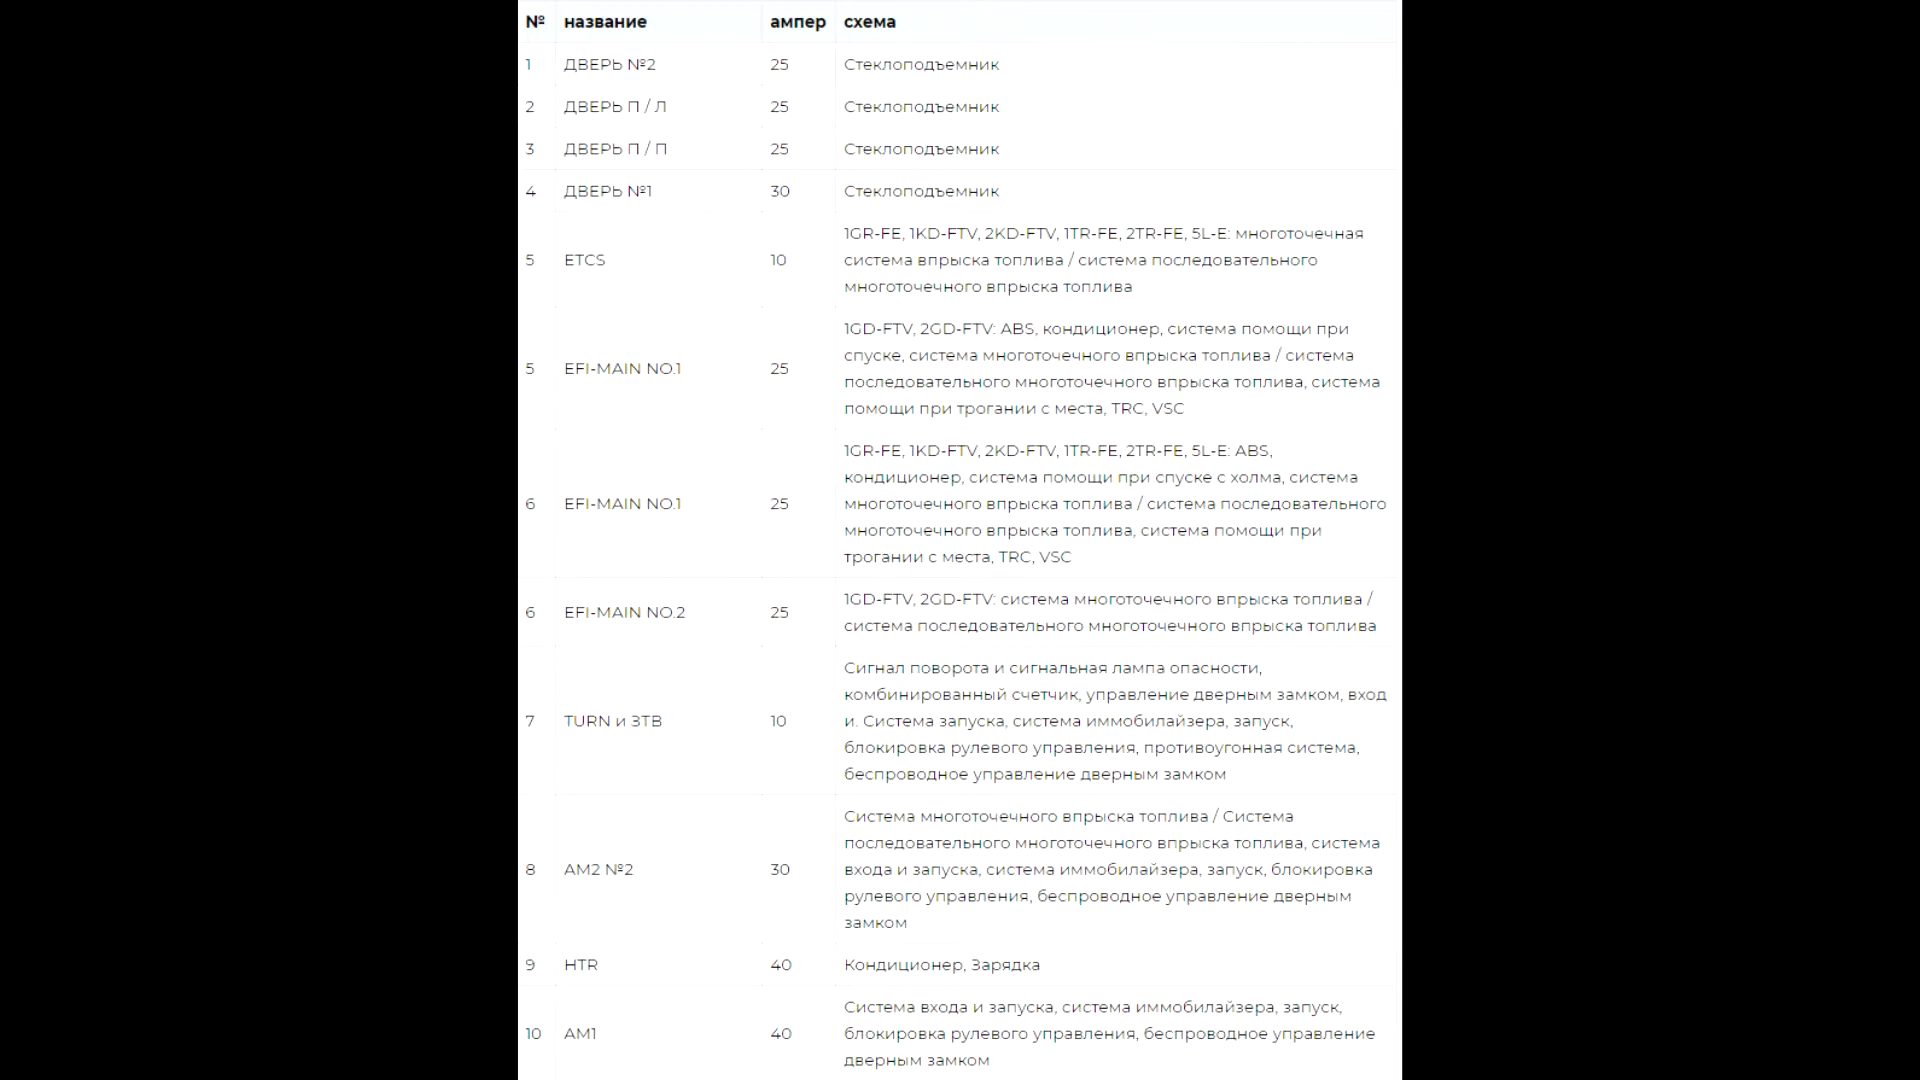 № название ампер схема
1 ДВЕРЬ №2 25 Стеклоподъемник
2 ДВЕРЬ П / Л 25 Стеклоподъемник
3 ДВЕРЬ П / П 25 Стеклоподъемник
4 ДВЕРЬ №1 30 Стеклоподъемник
1GR-FE, 1KD-FTV, 2KD-FTV, 1TR-FE, 2TR-FE, 5L-E: многоточечная
5 ETCS 10 система впрыска топлива / система последовательного
многоточечного впрыска топлива
1GD-FTV, 2GD-FTV: ABS, кондиционер, система помощи при
спуске, система многоточечного впрыска топлива / система
5 EFI-MAIN NO.1 25
последовательного многоточечного впрыска топлива, система
помощи при трогании с места, TRC, VSC
1GR-FE, 1KD-FTV, 2KD-FTV, 1TR-FE, 2TR-FE, 5L-E: ABS,
кондиционер, система помощи при спуске с холма, система
6 EFI-MAIN NO.1 25 многоточечного впрыска топлива / система последовательного
многоточечного впрыска топлива, система помощи при
трогании с места, TRC, VSC
6 EFI-MAIN NO.2 25
1GD-FTV, 2GD-FTV: система многоточечного впрыска топлива /
система последовательного многоточечного впрыска топлива
Сигнал поворота и сигнальная лампа опасности,
комбинированный счетчик, управление дверным замком, вход
7 TURN и ЗТВ 10 и. Система запуска, система иммобилайзера, запуск,
блокировка рулевого управления, противоугонная система,
беспроводное управление дверным замком
Система многоточечного впрыска топлива / Система
последовательного многоточечного впрыска топлива, система
8 AM2 №2 30 входа и запуска, система иммобилайзера, запуск, блокировка
рулевого управления, беспроводное управление дверным
замком
9 HTR 40 Кондиционер, Зарядка
Система входа и запуска, система иммобилайзера, запуск,
10 AM1 40 блокировка рулевого управления, беспроводное управление
дверным замком